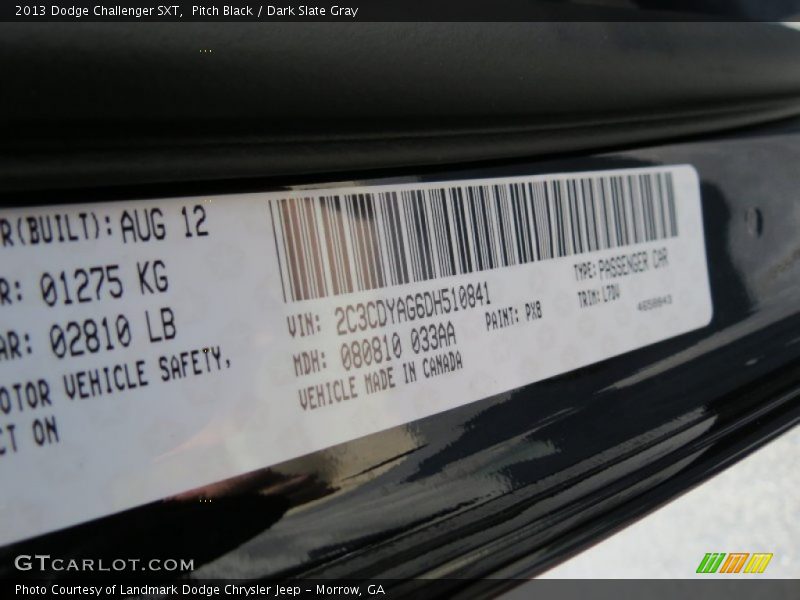 2013 Dodge Challenger SXT,  Pitch Black / Dark Slate Gray
R(BUILT): AUG 12
R: 01275 KG
AR: 02810 LB
OTOR VEHICLE SAFETY,
CT ON
VIN: 2C3CDYAG6DH510841
MDH: 080810 033AA
PAINT: PX8
VEHICLE MADE IN CANADA
TYPE: PASSENGER CAR
TRIM: LTDV
GTCARLOT.COM
Photo Courtesy of Landmark Dodge Chrysler Jeep - Morrow, GA